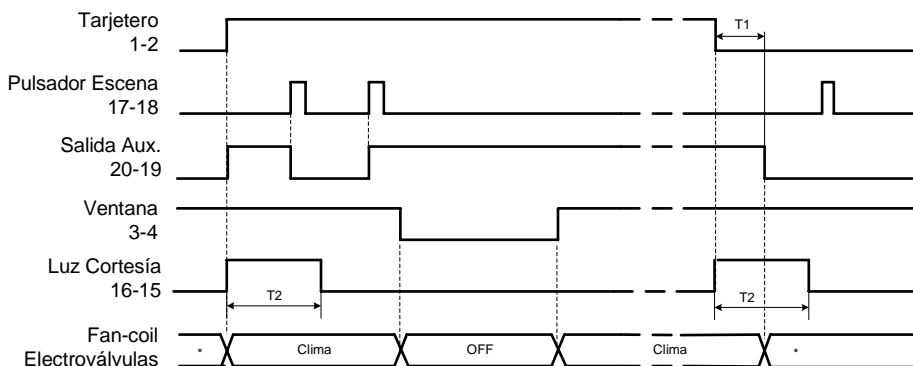 Tarjetero
1-2
T1
Pulsador Escena
17-18
Salida Aux.
20-19
Ventana
3-4
Luz Cortesía
16-15
T2
T2
Fan-coil
Electroválvulas
*
Clima
OFF
Clima
*